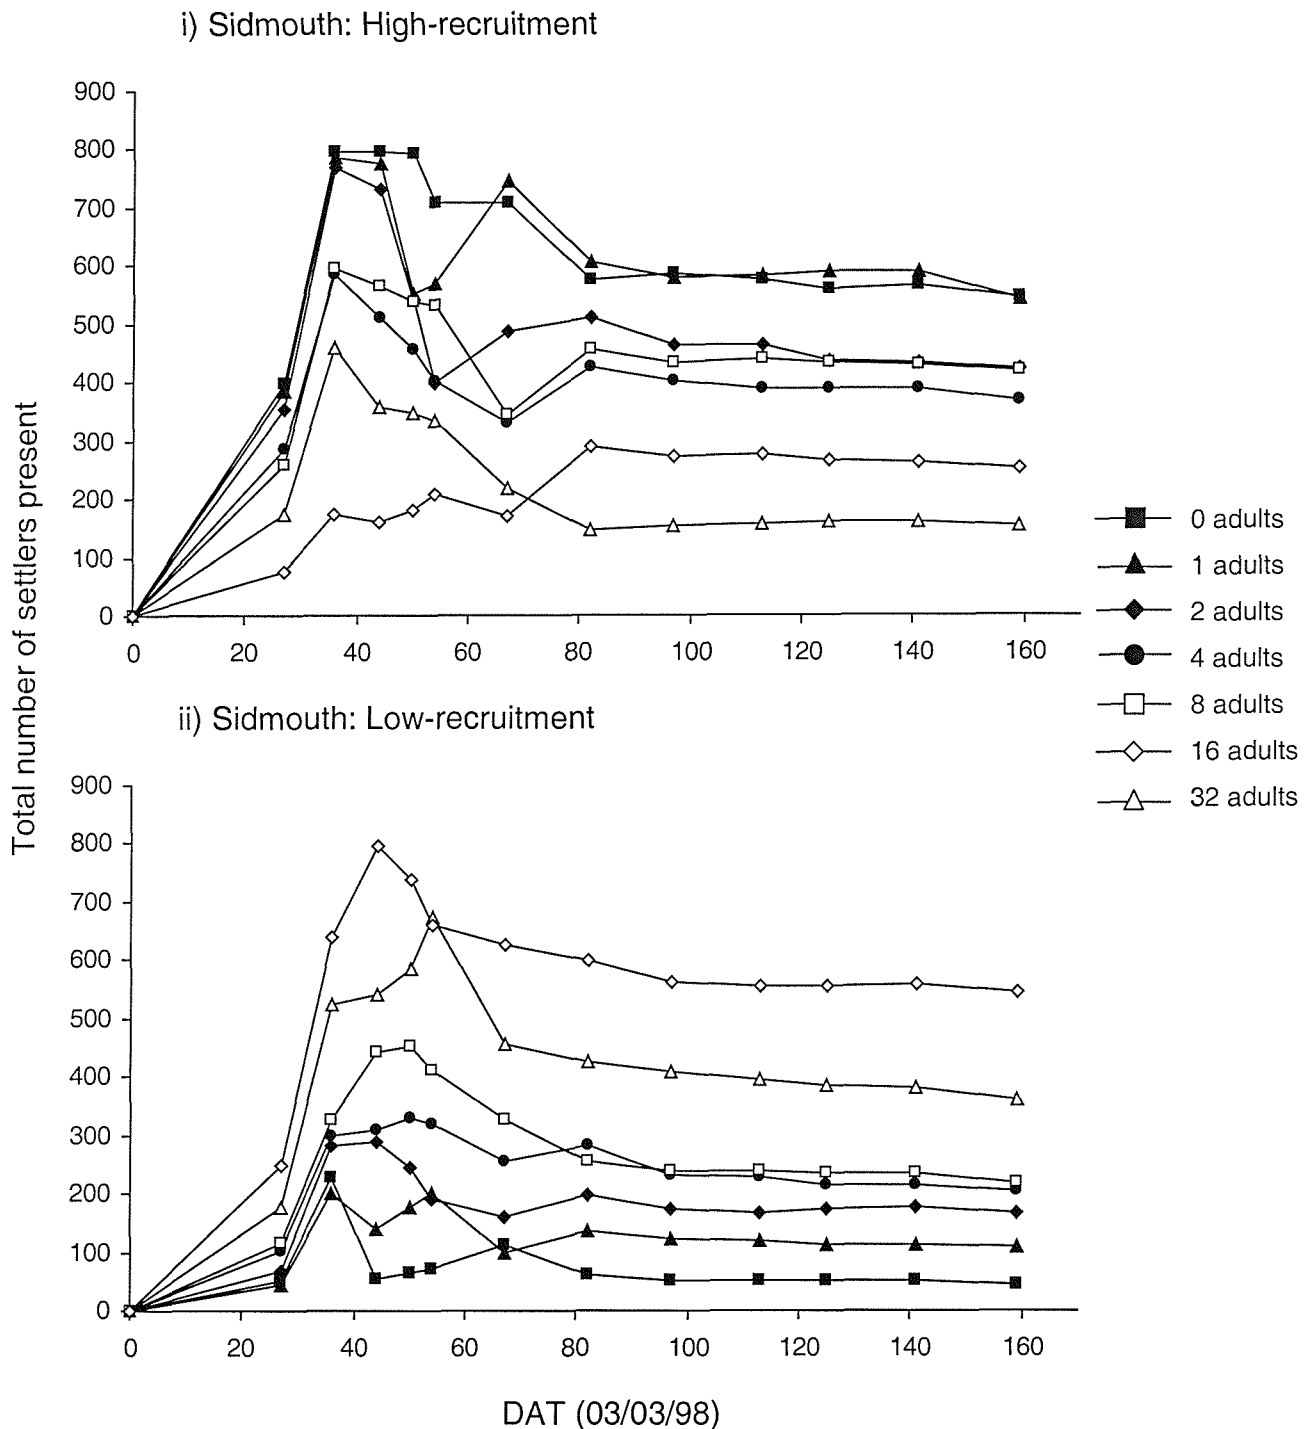 i) Sidmouth: High-recruitment
900
800
700
600
500
400
300
200
100
0
0 20 40 60 80 100 120 140 160
Total number of settlers present
0 adults
1 adults
2 adults
4 adults
8 adults
16 adults
32 adults
ii) Sidmouth: Low-recruitment
900
800
700
600
500
400
300
200
100
0
0 20 40 60 80 100 120 140 160
DAT (03/03/98)